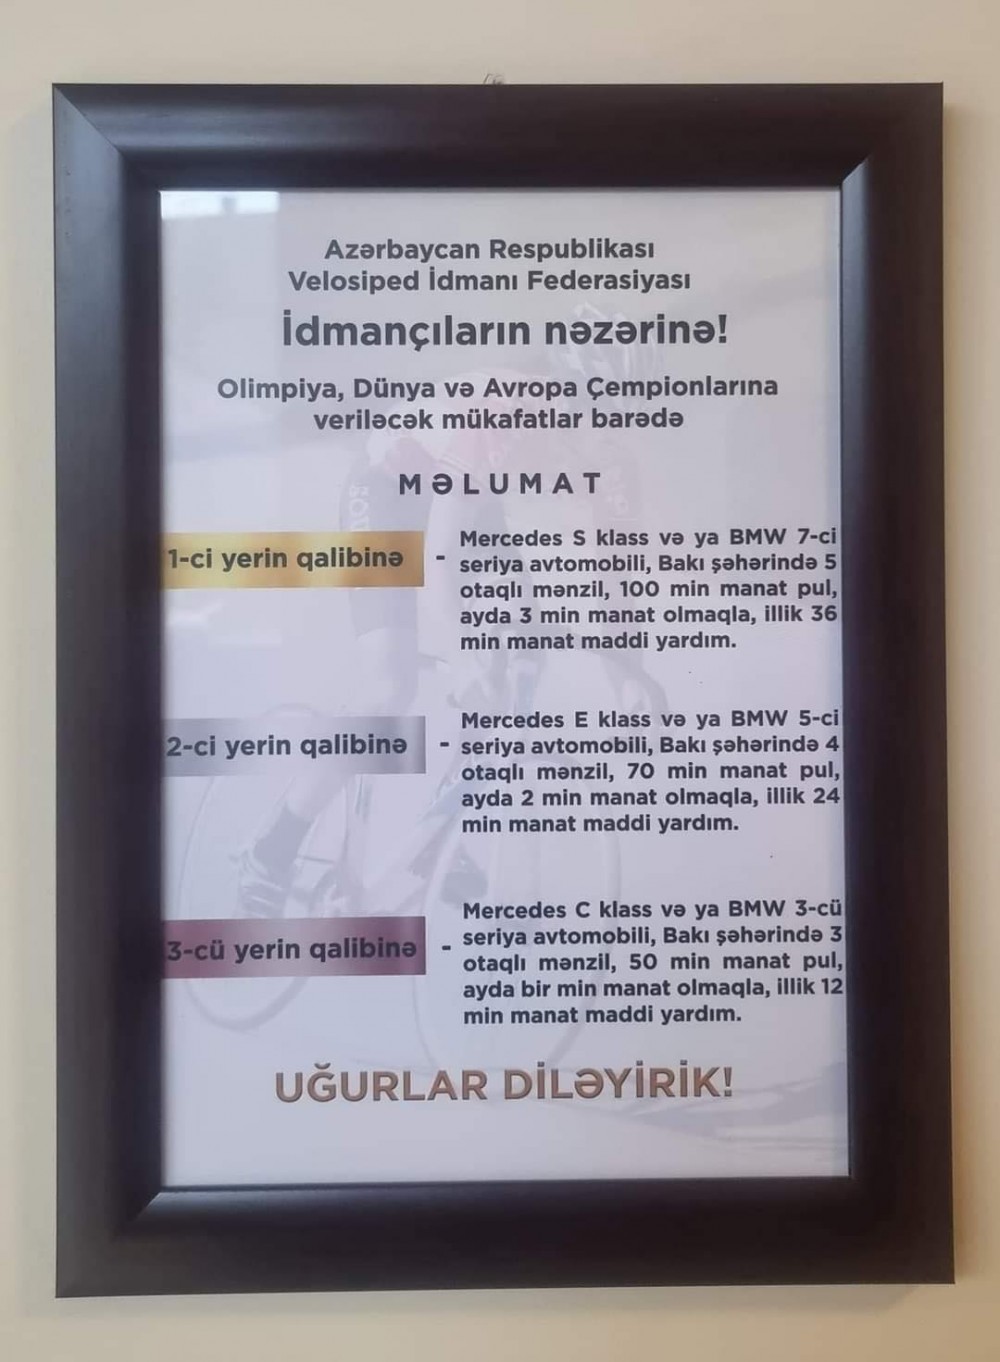 Azərbaycan Respublikası
Velosiped İdmanı Federasiyası
İdmançıların nəzərinə!
Olimpiya, Dünya və Avropa Çempionlarına
veriləcək mükafatlar barədə
MƏLUMAT
1-ci yerin qalibinə -
Mercedes S klass və ya BMW 7-ci
seriya avtomobili, Bakı şəhərində 5
otaqlı mənzil, 100 min manat pul,
ayda 3 min manat olmaqla, illik 36
min manat maddi yardım.
2-ci yerin qalibinə -
Mercedes E klass və ya BMW 5-ci
seriya avtomobili, Bakı şəhərində 4
otaqlı mənzil, 70 min manat pul,
ayda 2 min manat olmaqla, illik 24
min manat maddi yardım.
3-cü yerin qalibinə -
Mercedes C klass və ya BMW 3-cü
seriya avtomobili, Bakı şəhərində 3
otaqlı mənzil, 50 min manat pul,
ayda bir min manat olmaqla, illik 12
min manat maddi yardım.
UĞURLAR DİLƏYİRİK!